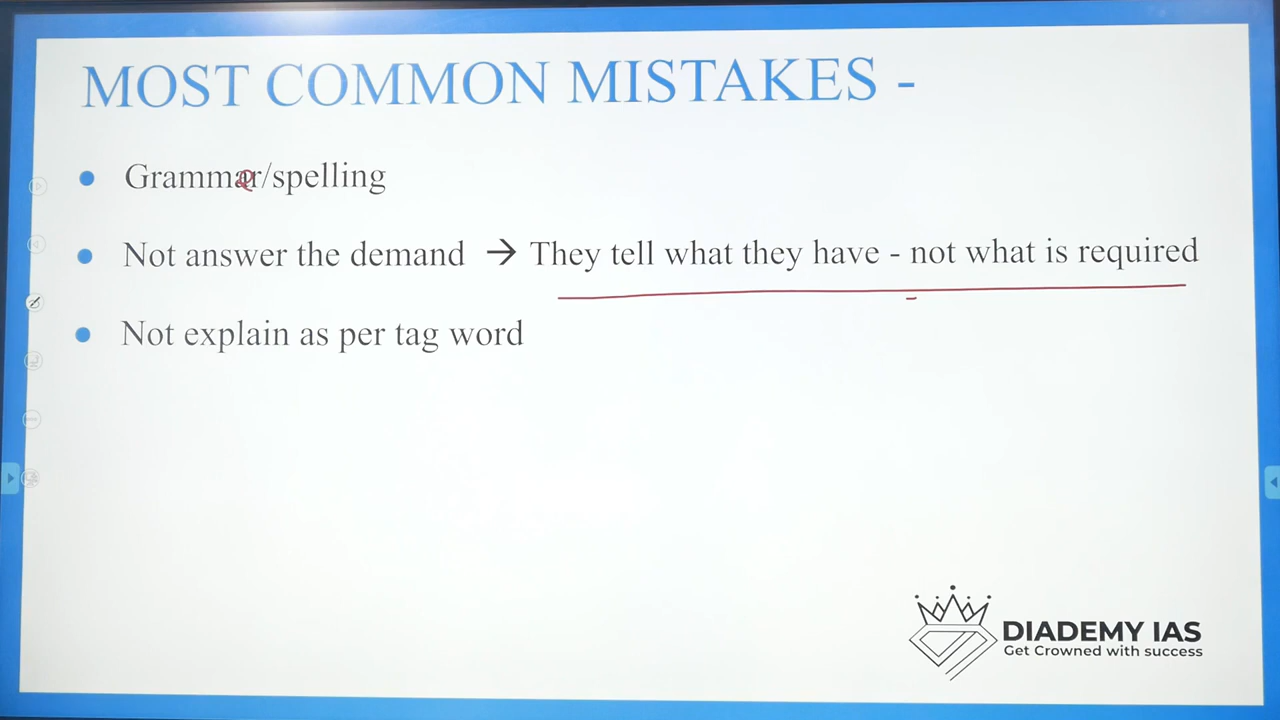 MOST COMMON MISTAKES -
Grammar/spelling
Not answer the demand → They tell what they have - not what is required
Not explain as per tag word
DIADEMY IAS
Get Crowned with success